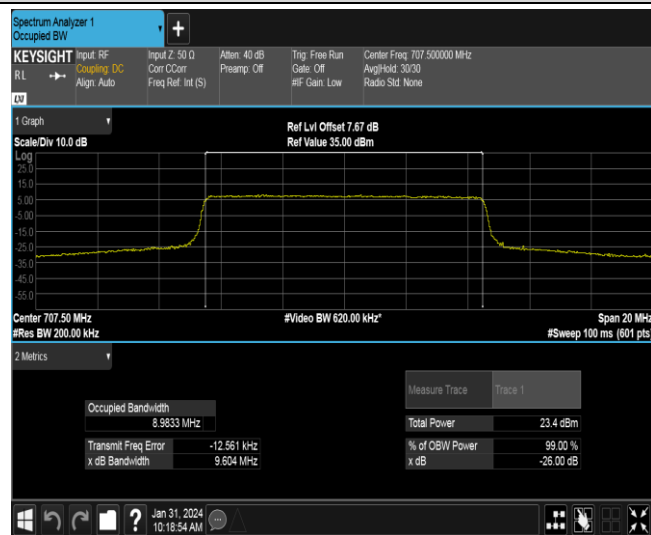 Spectrum Analyzer 1
Occupied BW
KEYSIGHT Input: RF Input Z: 50 Ω Atten: 40 dB Trig: Free Run Center Freq: 707.500000 MHz
RL Coupling: DC Corr CCorr Preamp: Off Gate: Off Avg|Hold: 30/30
Align: Auto Freq Ref: Int (S) #IF Gain: Low Radio Std: None
LXI
1 Graph
Ref Lvl Offset 7.67 dB
Scale/Div 10.0 dB Ref Value 35.00 dBm
Log
25.0
15.0
5.00
-5.00
-15.0
-25.0
-35.0
-45.0
-55.0
Center 707.50 MHz #Video BW 620.00 kHz* Span 20 MHz
#Res BW 200.00 kHz #Sweep 100 ms (601 pts
2 Metrics
Measure Trace Trace 1
Occupied Bandwidth
8.9833 MHz
Total Power 23.4 dBm
Transmit Freq Error -12.561 kHz % of OBW Power 99.00 %
x dB Bandwidth 9.604 MHz x dB -26.00 dB
Jan 31, 2024
10:18:54 AM